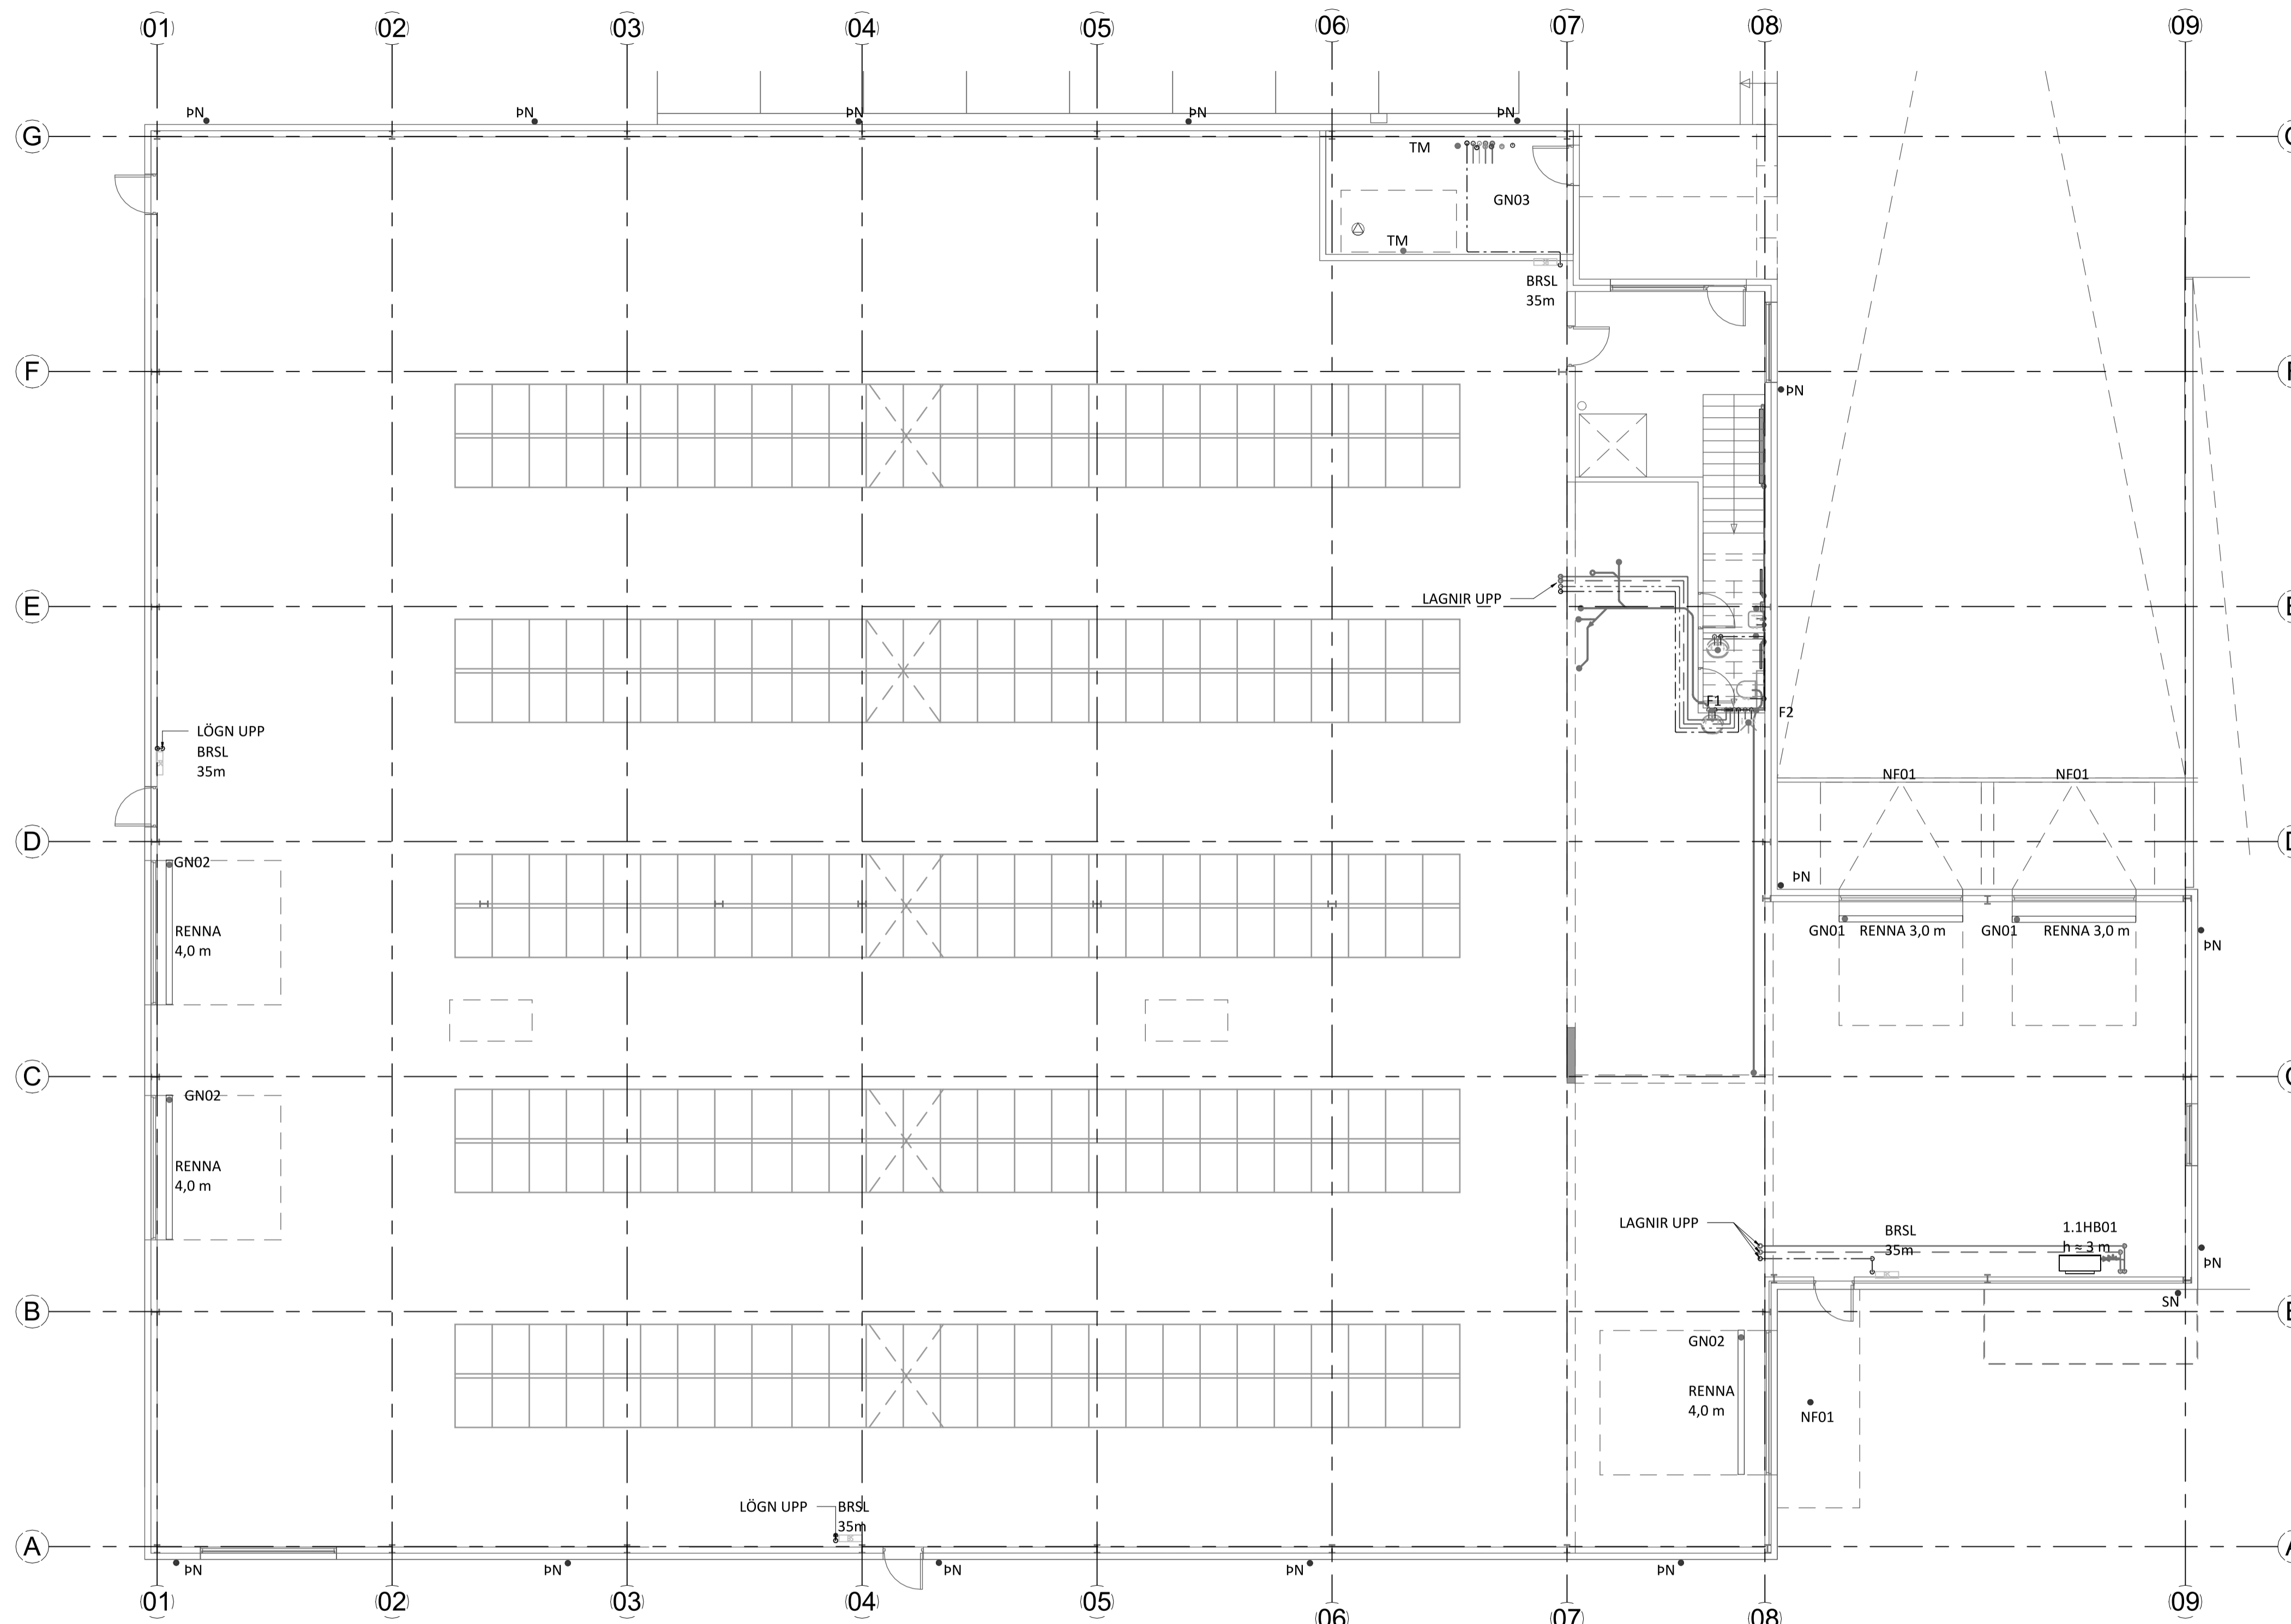 (01) (02) (03) (04) (05) (06) (07) (08) (09)
ÞN ÞN ÞN ÞN ÞN
G
TM
GN03
TM
BRSL
35m
F
ÞN
E
LAGNIR UPP
F1
F2
LÖGN UPP
BRSL
35m
NF01 NF01
D
GN02
ÞN
RENNA
4,0 m
GN01 RENNA 3,0 m GN01 RENNA 3,0 m
ÞN
C
GN02
RENNA
4,0 m
LAGNIR UPP
BRSL
35m
1.1HB01
h ≈ 3 m
ÞN
SN
B
GN02
RENNA
4,0 m
NF01
LÖGN UPP
BRSL
35m
A
ÞN ÞN ÞN ÞN ÞN
(01) (02) (03) (04) (05) (06) (07) (08) (09)